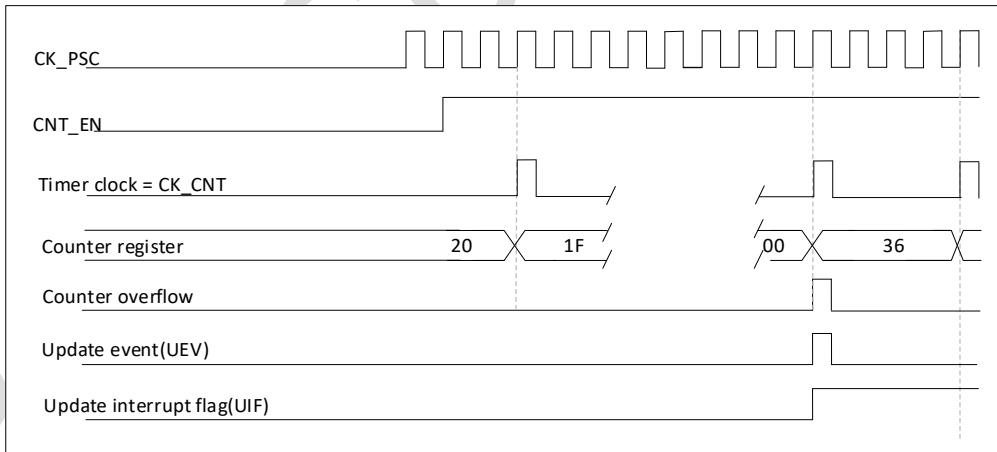 CK_PSC
CNT_EN
Timer clock = CK_CNT
Counter register 20 1F 00 36
Counter overflow
Update event(UEV)
Update interrupt flag(UIF)